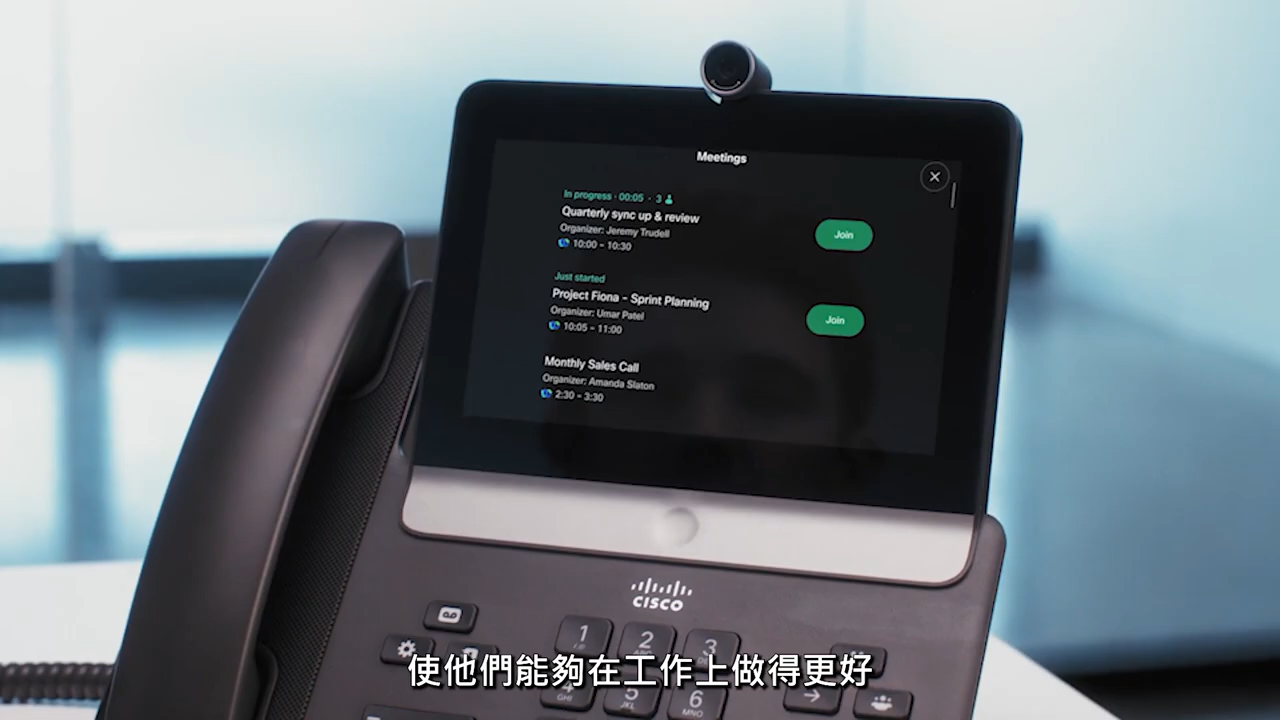 Meetings
In progress · 00:05 · 3
Quarterly sync up & review
Organizer: Jeremy Trudell
10:00 - 10:30
Join
Just started
Project Fiona - Sprint Planning
Organizer: Umar Patel
10:05 - 11:00
Join
Monthly Sales Call
Organizer: Amanda Slaton
2:30 - 3:30
CISCO
1 2 3
ABC
使他們能夠在工作上做得更好
4 5 6
GHI JKL MNO